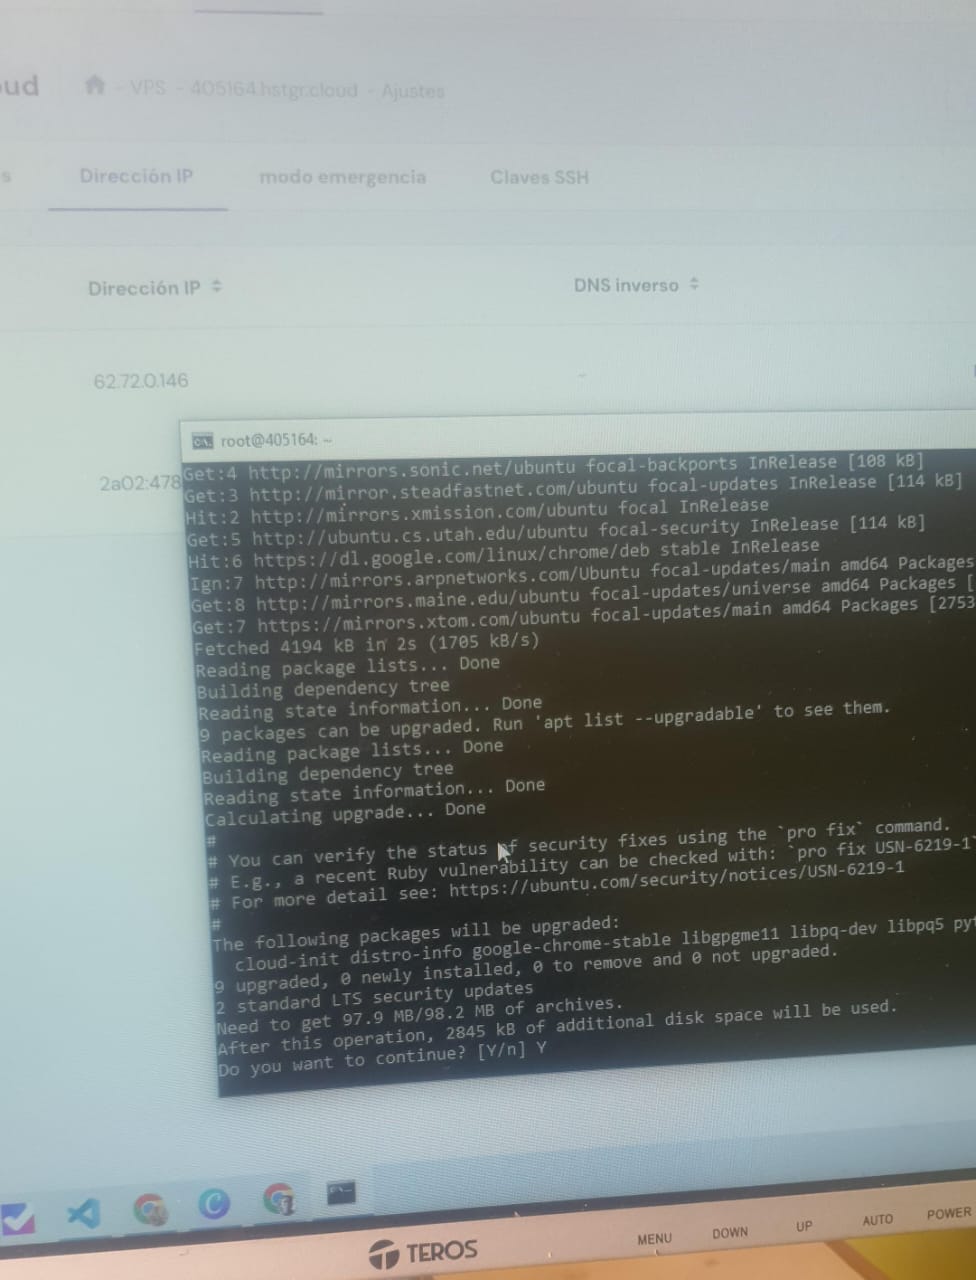 oud - VPS - 405164.hstgr.cloud - Ajustes
s Dirección IP modo emergencia Claves SSH
Dirección IP DNS inverso
62.72.0.146 -
2a02:478
root@405164: ~
Get:4 http://mirrors.sonic.net/ubuntu focal-backports InRelease [108 kB]
Get:3 http://mirror.steadfastnet.com/ubuntu focal-updates InRelease [114 kB]
Hit:2 http://mirrors.xmission.com/ubuntu focal InRelease
Get:5 http://ubuntu.cs.utah.edu/ubuntu focal-security InRelease [114 kB]
Hit:6 https://dl.google.com/linux/chrome/deb stable InRelease
Ign:7 http://mirrors.arpnetworks.com/Ubuntu focal-updates/main amd64 Packages
Get:8 http://mirrors.maine.edu/ubuntu focal-updates/universe amd64 Packages [
Get:7 https://mirrors.xtom.com/ubuntu focal-updates/main amd64 Packages [2753
Fetched 4194 kB in 2s (1705 kB/s)
Reading package lists... Done
Building dependency tree
Reading state information... Done
9 packages can be upgraded. Run 'apt list --upgradable' to see them.
Reading package lists... Done
Building dependency tree
Reading state information... Done
Calculating upgrade... Done
#
# You can verify the status of security fixes using the `pro fix` command.
# E.g., a recent Ruby vulnerability can be checked with: `pro fix USN-6219-1`
# For more detail see: https://ubuntu.com/security/notices/USN-6219-1
#
The following packages will be upgraded:
cloud-init distro-info google-chrome-stable libgpgme11 libpq-dev libpq5 pyt
9 upgraded, 0 newly installed, 0 to remove and 0 not upgraded.
2 standard LTS security updates
Need to get 97.9 MB/98.2 MB of archives.
After this operation, 2845 kB of additional disk space will be used.
Do you want to continue? [Y/n] Y
TEROS MENU DOWN UP AUTO POWER